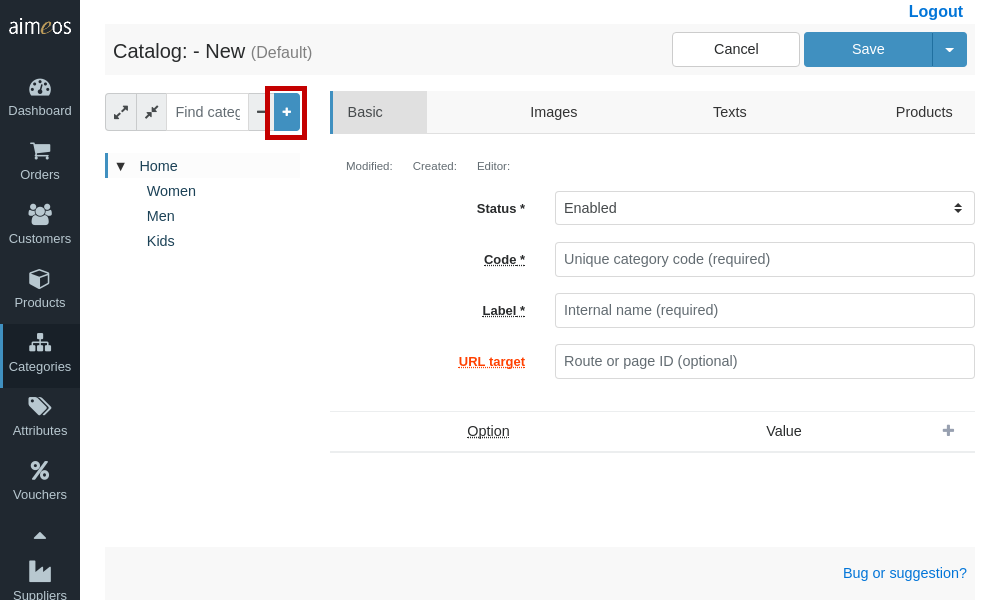 Logout
aimeos
Catalog: - New (Default)
Cancel
Save
Find categ
Basic
Images
Texts
Products
Dashboard
Orders
Customers
Products
Categories
Attributes
Vouchers
Suppliers
Home
Women
Men
Kids
Modified: Created: Editor:
Status * Enabled
Code * Unique category code (required)
Label * Internal name (required)
URL target Route or page ID (optional)
Option Value
Bug or suggestion?